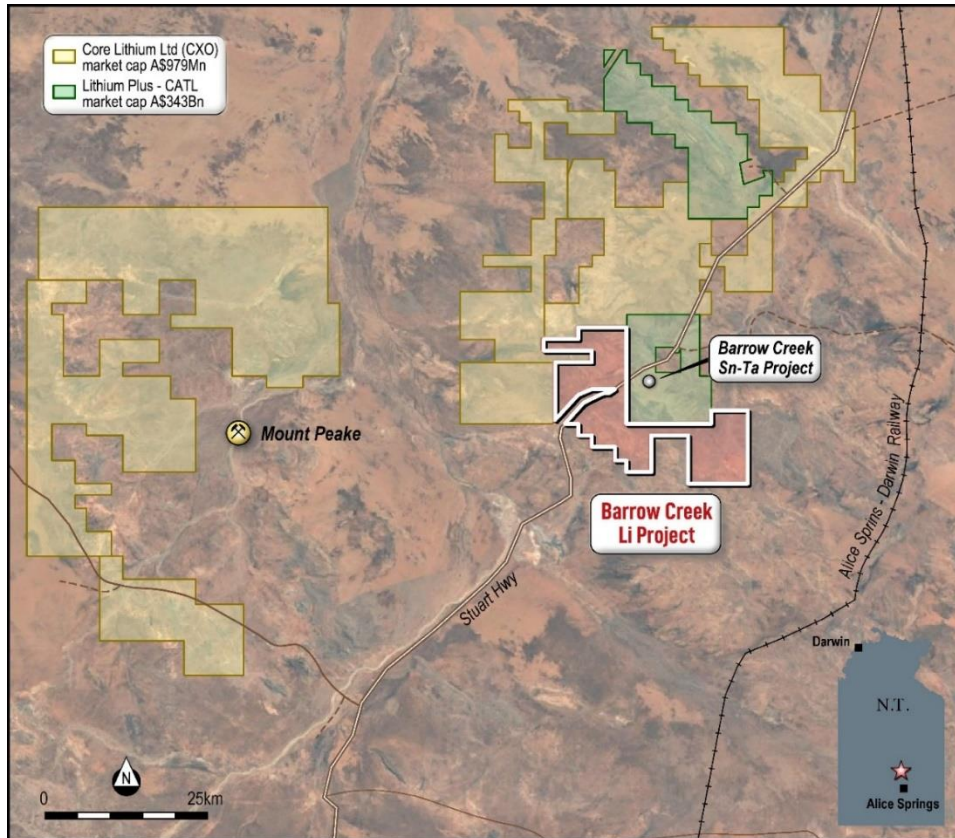 Core Lithium Ltd (CXO)
market cap A$979Mn
Lithium Plus - CATL
market cap A$343Bn
Barrow Creek
Sn-Ta Project
Mount Peake
Barrow Creek
Li Project
Stuart Hwy
Alice Sprins - Darwin Railway
Darwin
N.T.
Alice Springs
N
0
25km